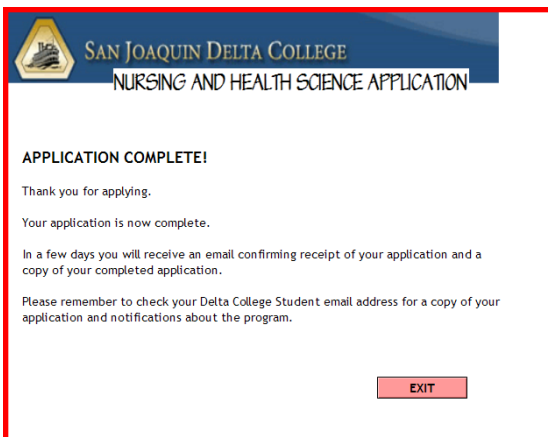 SAN JOAQUIN DELTA COLLEGE
NURSING AND HEALTH SCIENCE APPLICATION
APPLICATION COMPLETE!
Thank you for applying.
Your application is now complete.
In a few days you will receive an email confirming receipt of your application and a
copy of your completed application.
Please remember to check your Delta College Student email address for a copy of your
application and notifications about the program.
EXIT